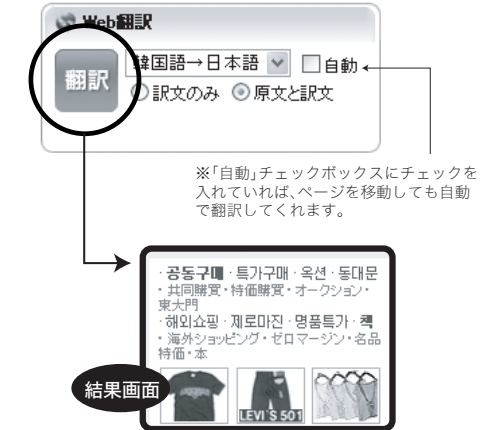 Web翻訳
翻訳
韓国語→日本語
自動
訳文のみ
原文と訳文
※「自動」チェックボックスにチェックを
入れていれば、ページを移動しても自動
で翻訳してくれます。
·공동구매·특가구매·옥션·동대문
・共同購買・特価購買・オークション・
東大門
·해외쇼핑·제로마진·명품특가·책
・海外ショッピング・ゼロマージン・名品
特価・本
結果画面
LEVI'S 501